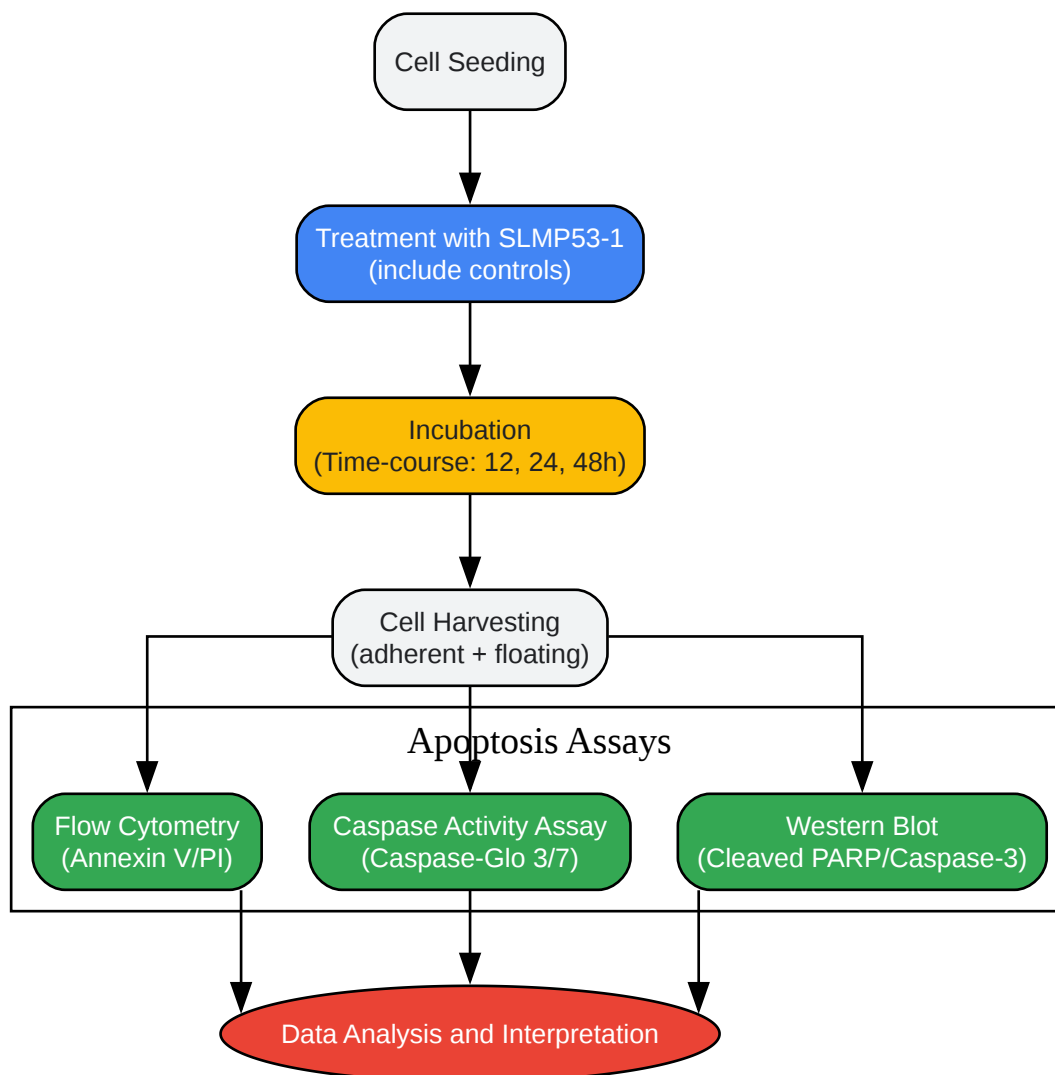 Cell Seeding
Treatment with SLMP53-1
(include controls)
Incubation
(Time-course: 12, 24, 48h)
Cell Harvesting
(adherent + floating)
Apoptosis Assays
Flow Cytometry
(Annexin V/PI)
Caspase Activity Assay
(Caspase-Glo 3/7)
Western Blot
(Cleaved PARP/Caspase-3)
Data Analysis and Interpretation